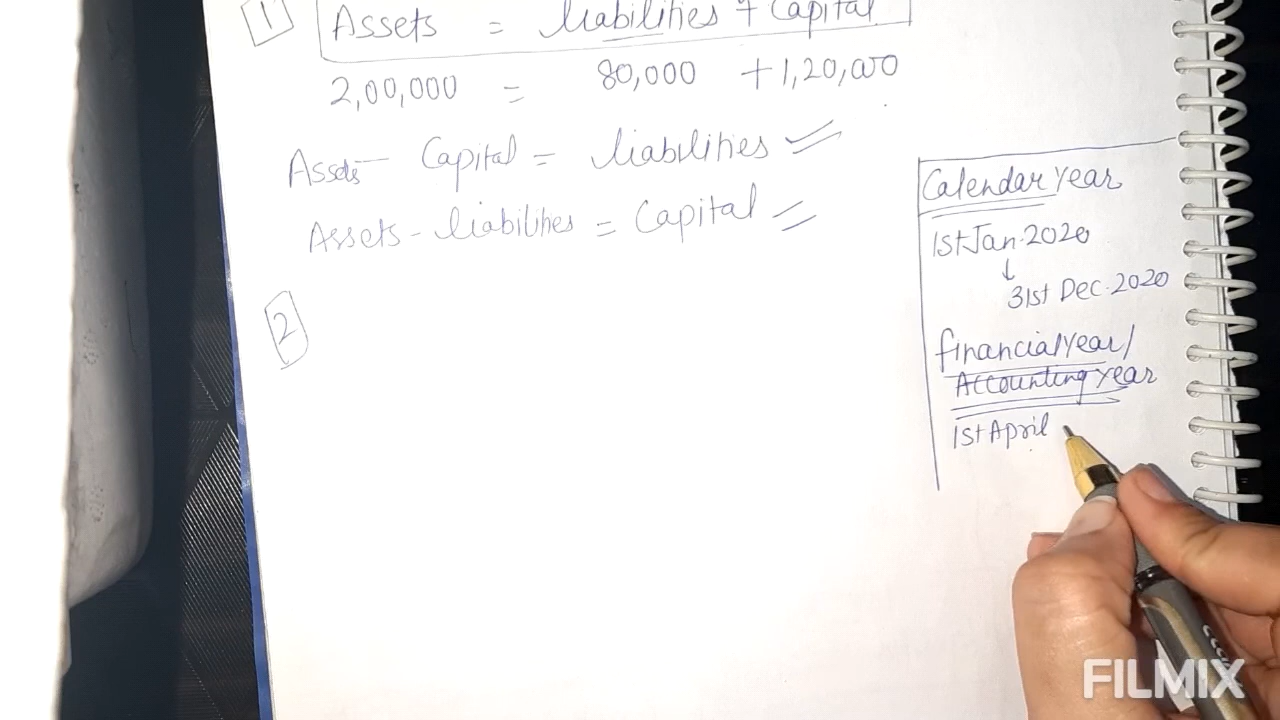 1
Assets = liabilities + Capital
2,00,000 = 80,000 + 1,20,000
Assets - Capital = liabilities
Assets - liabilities = Capital
2
Calendar Year
1st Jan. 2020
↓
31st Dec. 2020
financial Year/
Accounting Year
1st April
FILMIX